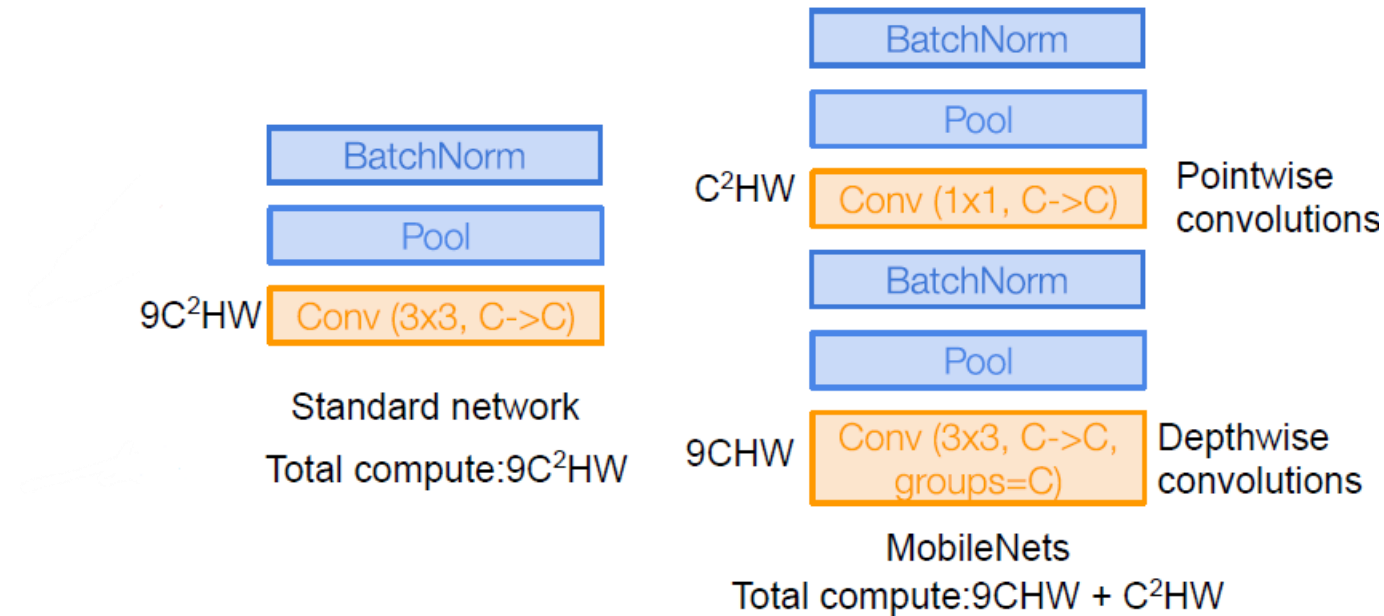 BatchNorm
Pool
9C²HW
Conv (3x3, C->C)
Standard network
Total compute:9C²HW
BatchNorm
Pool
C²HW
Conv (1x1, C->C)
Pointwise
convolutions
BatchNorm
Pool
9CHW
Conv (3x3, C->C,
groups=C)
Depthwise
convolutions
MobileNets
Total compute:9CHW + C²HW